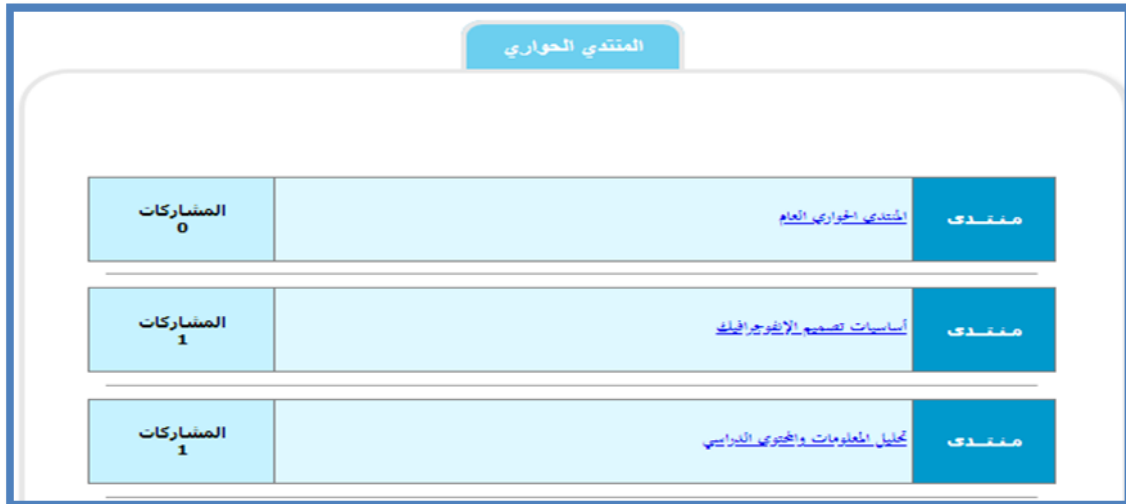 المنتدي الحواري
منتدى
المنتدى الحواري العام
المشاركات
0
منتدى
أساسيات تصميم الإنفوجرافيك
المشاركات
1
منتدى
تحليل المعلومات والمحتوى الدراسي
المشاركات
1